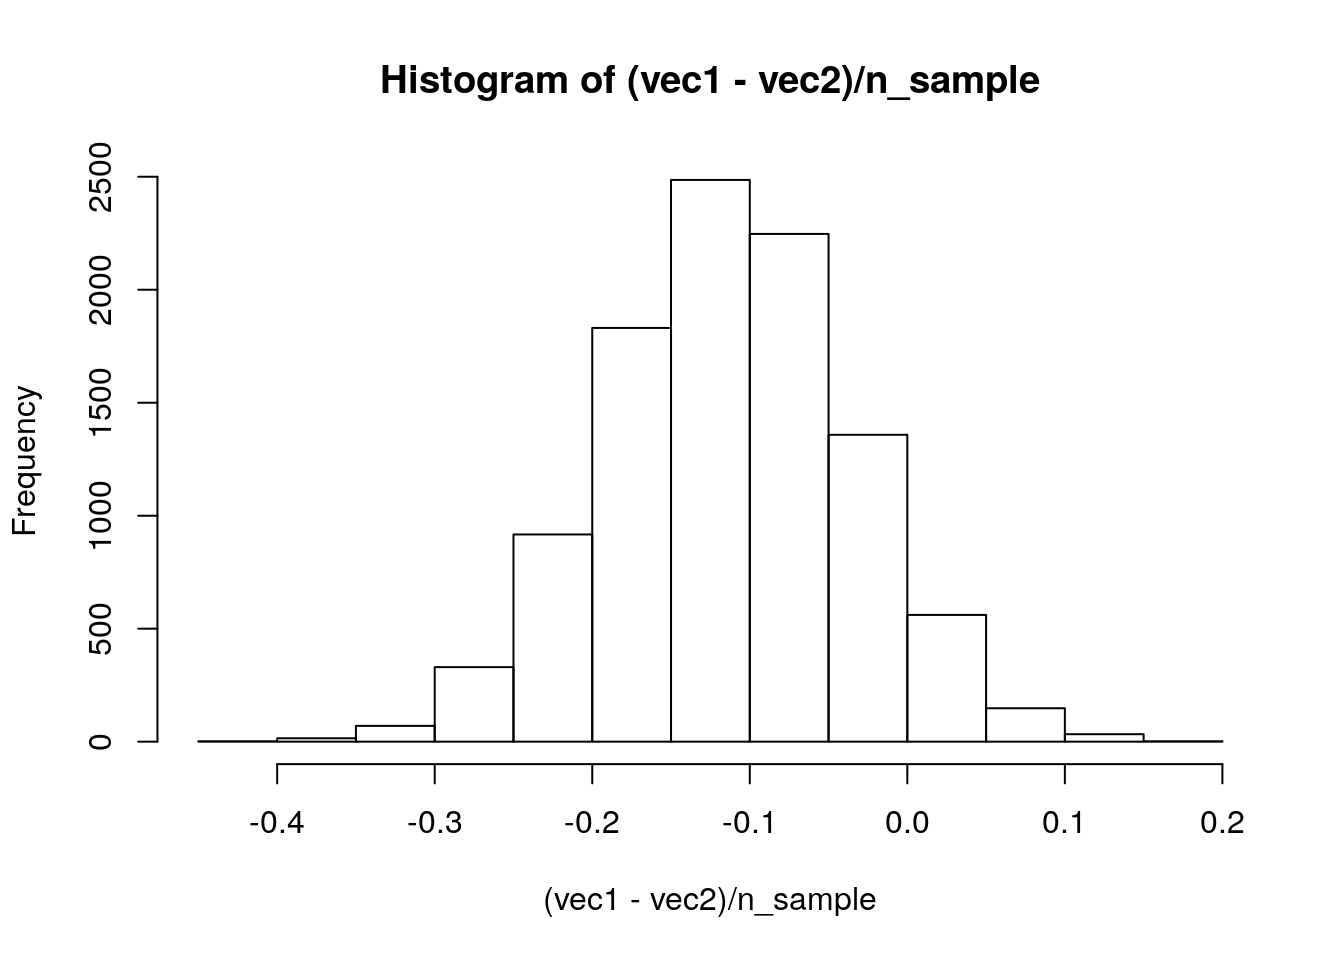 Histogram of (vec1 - vec2)/n_sample
Frequency
2500
2000
1500
1000
500
0
-0.4 -0.3 -0.2 -0.1 0.0 0.1 0.2
(vec1 - vec2)/n_sample